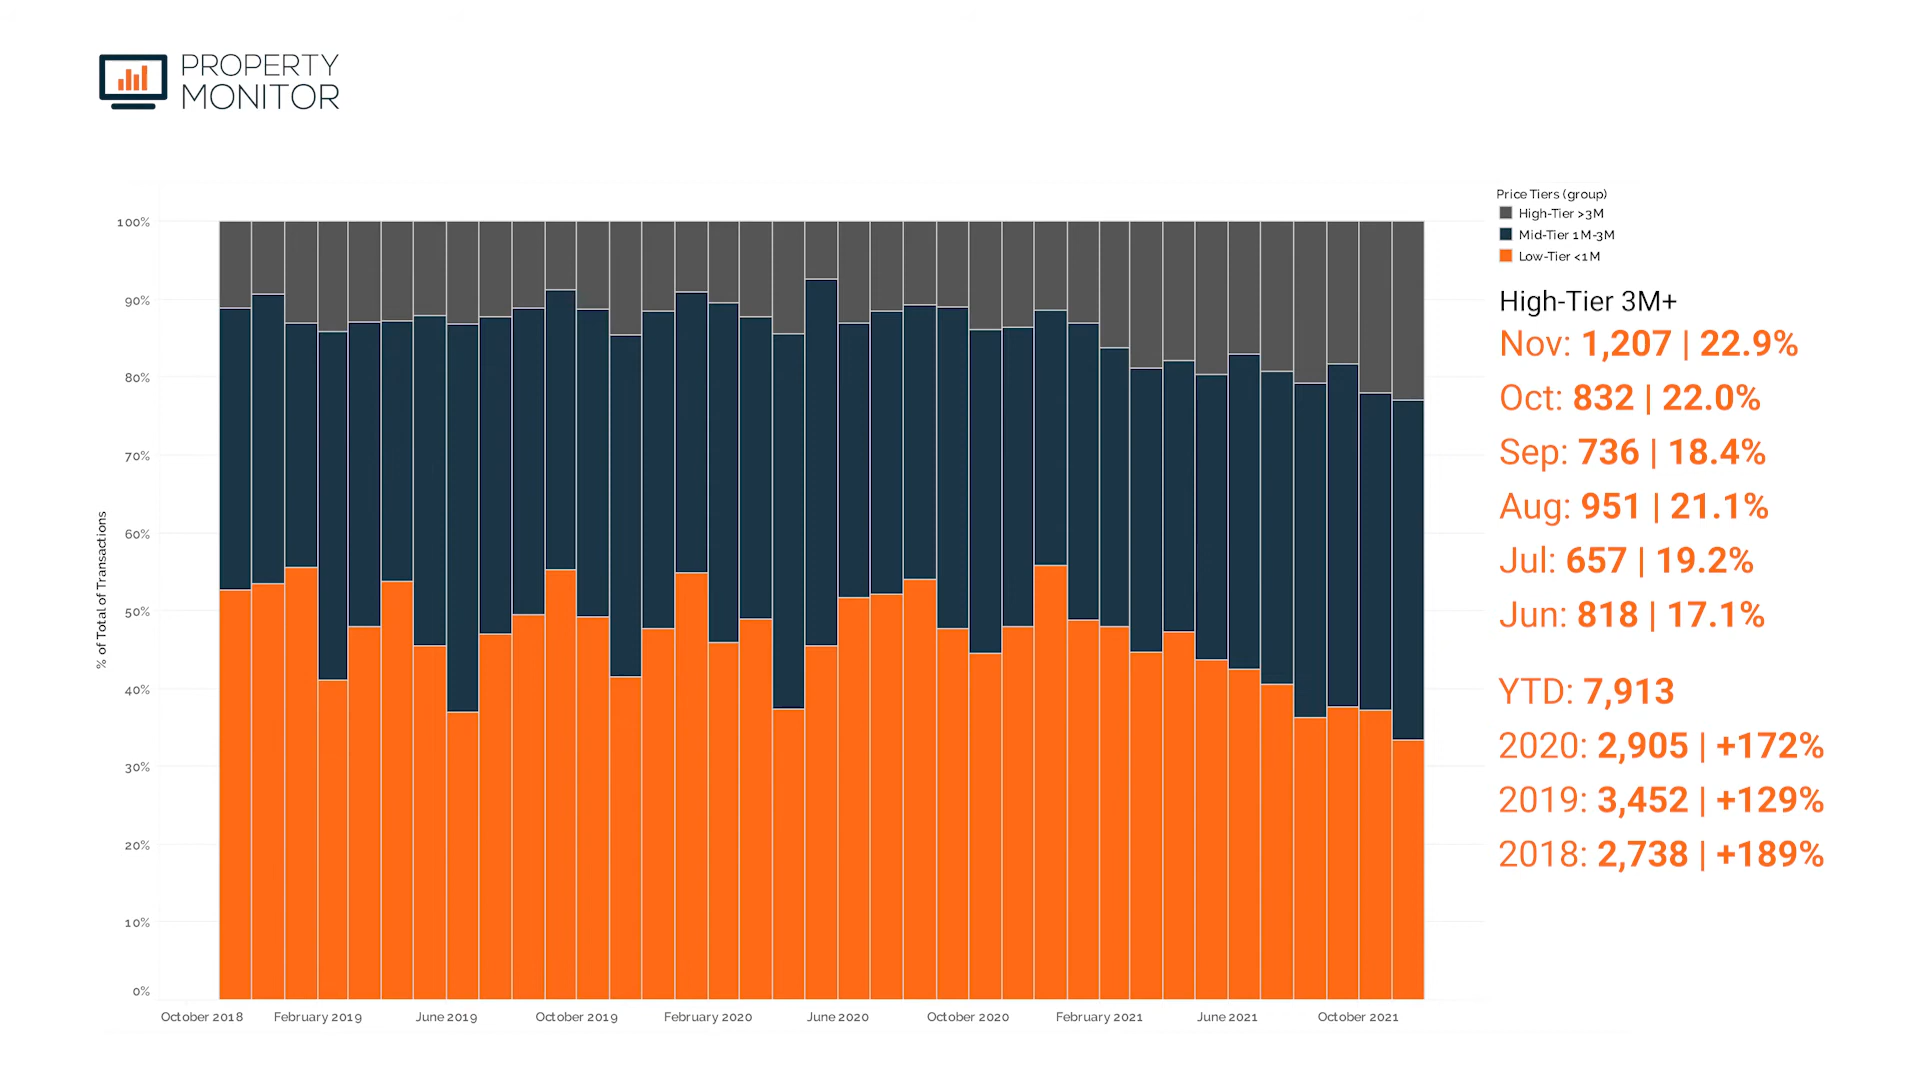 PROPERTY
MONITOR
% of Total of Transactions
100%
90%
80%
70%
60%
50%
40%
30%
20%
10%
0%
October 2018
February 2019
June 2019
October 2019
February 2020
June 2020
October 2020
February 2021
June 2021
October 2021
Price Tiers (group)
High-Tier >3M
Mid-Tier 1M-3M
Low-Tier <1M
High-Tier 3M+
Nov: 1,207 | 22.9%
Oct: 832 | 22.0%
Sep: 736 | 18.4%
Aug: 951 | 21.1%
Jul: 657 | 19.2%
Jun: 818 | 17.1%
YTD: 7,913
2020: 2,905 | +172%
2019: 3,452 | +129%
2018: 2,738 | +189%